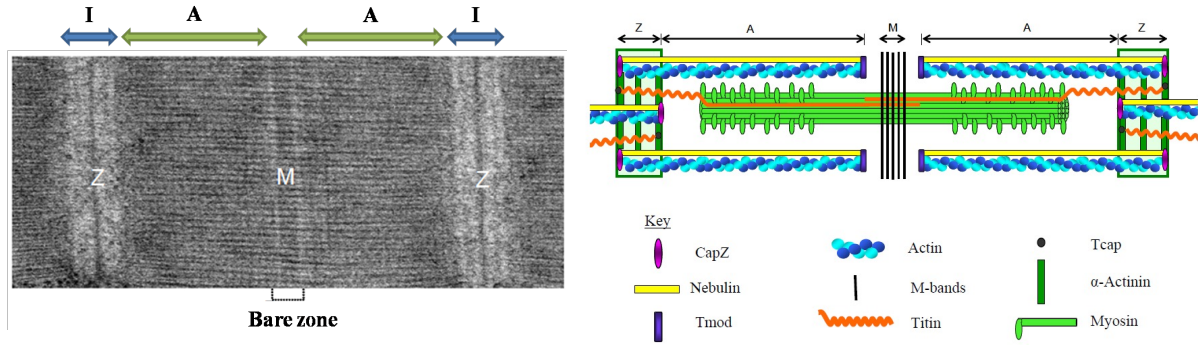 I A A I
Z M Z
Bare zone
Z A M A Z
Key
CapZ Actin Tcap
Nebulin M-bands α-Actinin
Tmod Titin Myosin